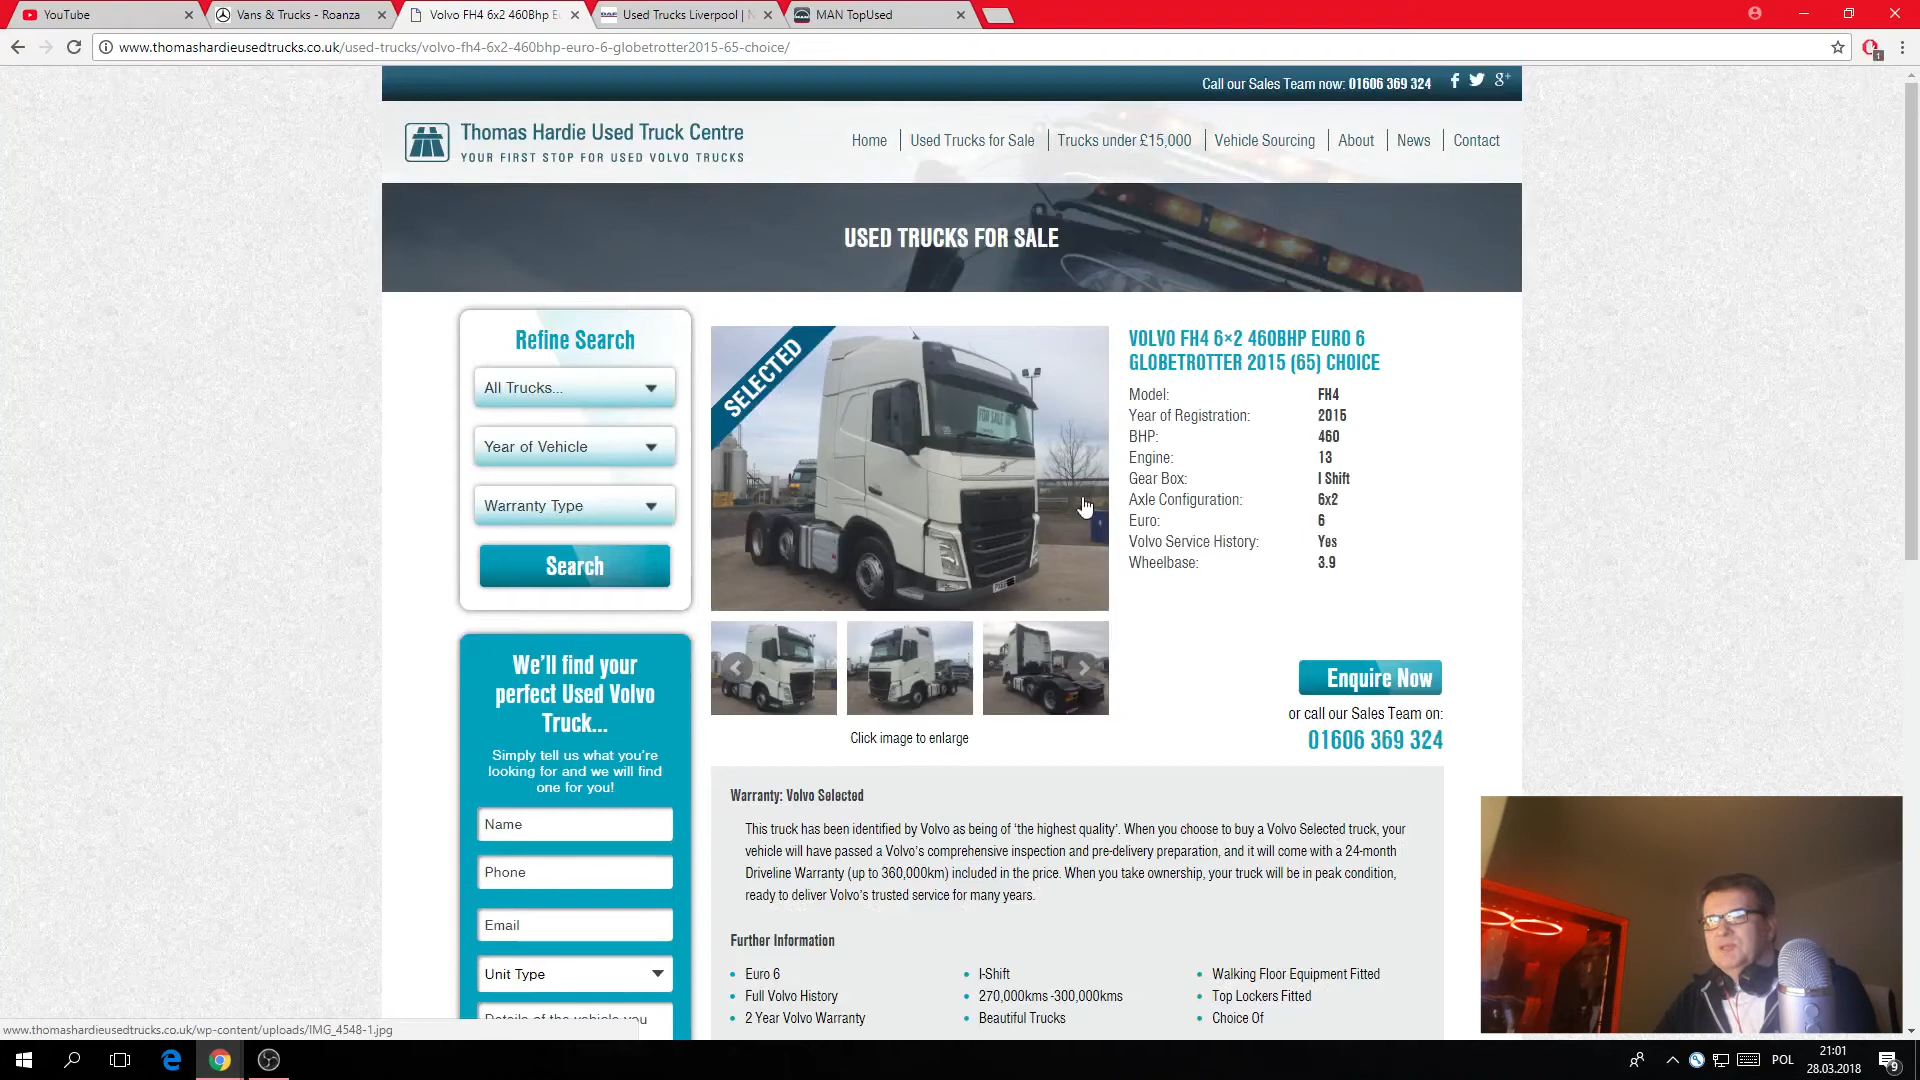 YouTube
Vans & Trucks - Roanza
Volvo FH4 6x2 460Bhp E
Used Trucks Liverpool |
MAN TopUsed
www.thomashardieusedtrucks.co.uk/used-trucks/volvo-fh4-6x2-460bhp-euro-6-globetrotter2015-65-choice/
1
Call our Sales Team now: 01606 369 324
Thomas Hardie Used Truck Centre
YOUR FIRST STOP FOR USED VOLVO TRUCKS
Home
Used Trucks for Sale
Trucks under £15,000
Vehicle Sourcing
About
News
Contact
USED TRUCKS FOR SALE
Refine Search
All Trucks...
Year of Vehicle
Warranty Type
Search
SELECTED
FOR SALE
VOLVO FH4 6×2 460BHP EURO 6
GLOBETROTTER 2015 (65) CHOICE
Model: FH4
Year of Registration: 2015
BHP: 460
Engine: 13
Gear Box: I Shift
Axle Configuration: 6x2
Euro: 6
Volvo Service History: Yes
Wheelbase: 3.9
Click image to enlarge
Enquire Now
or call our Sales Team on:
01606 369 324
We'll find your
perfect Used Volvo
Truck...
Simply tell us what you're
looking for and we will find
one for you!
Name
Phone
Email
Unit Type
Details of the vehicle you
Warranty: Volvo Selected
This truck has been identified by Volvo as being of 'the highest quality'. When you choose to buy a Volvo Selected truck, your
vehicle will have passed a Volvo's comprehensive inspection and pre-delivery preparation, and it will come with a 24-month
Driveline Warranty (up to 360,000km) included in the price. When you take ownership, your truck will be in peak condition,
ready to deliver Volvo's trusted service for many years.
Further Information
Euro 6
Full Volvo History
2 Year Volvo Warranty
I-Shift
270,000kms -300,000kms
Beautiful Trucks
Walking Floor Equipment Fitted
Top Lockers Fitted
Choice Of
www.thomashardieusedtrucks.co.uk/wp-content/uploads/IMG_4548-1.jpg
POL
21:01
28.03.2018
9